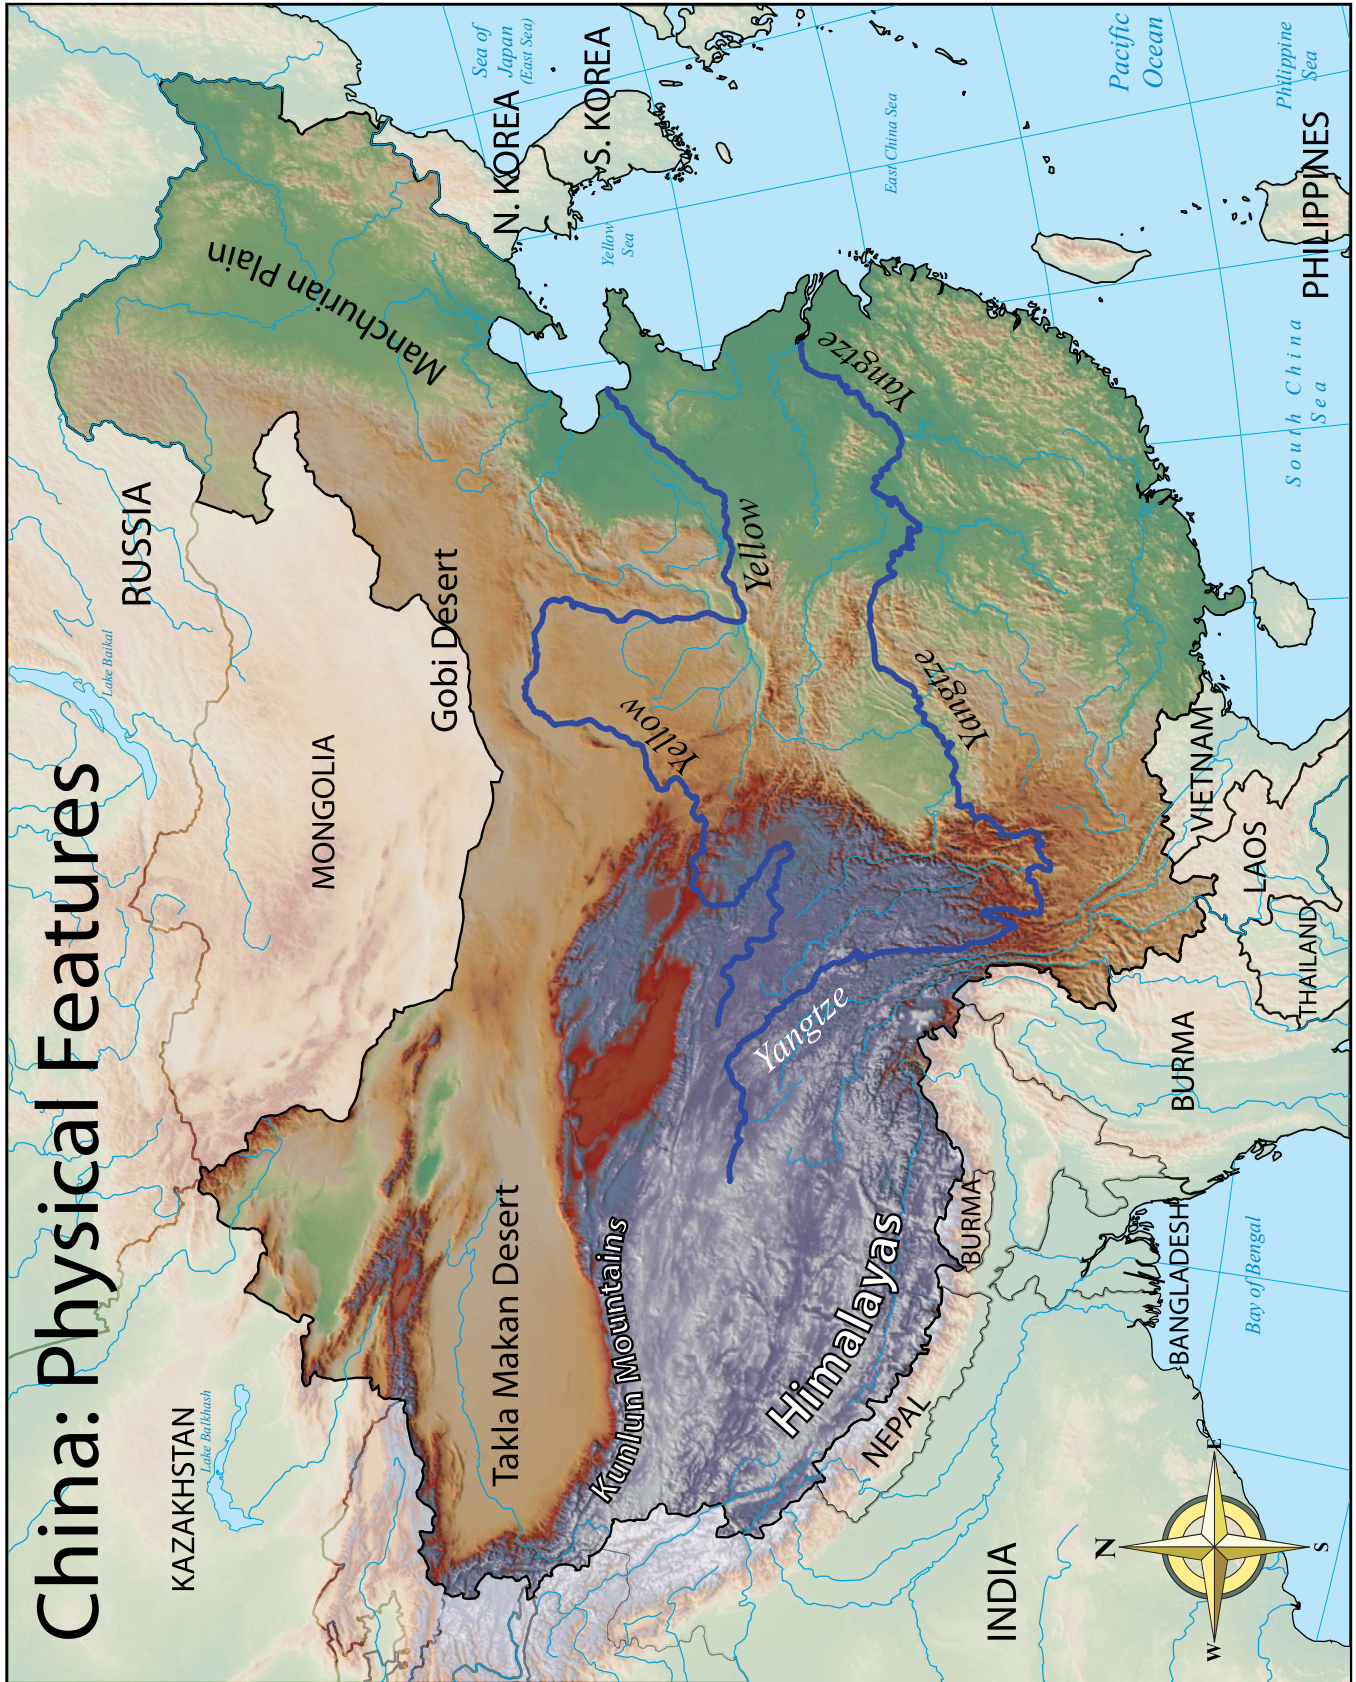 China: Physical Features
RUSSIA
Lake Baikal
KAZAKHSTAN
Lake Balkhash
MONGOLIA
Manchurian Plain
Gobi Desert
Sea of
Japan
(East Sea)
N. KOREA
S. KOREA
Yellow
Sea
Takla Makan Desert
Kunlun Mountains
Yellow
Yellow
Himalayas
Yangtze
Yangtze
Yangtze
East China Sea
NEPAL
BURMA
INDIA
BANGLADESH
BURMA
Bay of Bengal
THAILAND
LAOS
VIETNAM
Pacific
Ocean
Philippine
Sea
PHILIPPINES
South China
Sea
N
W
E
S